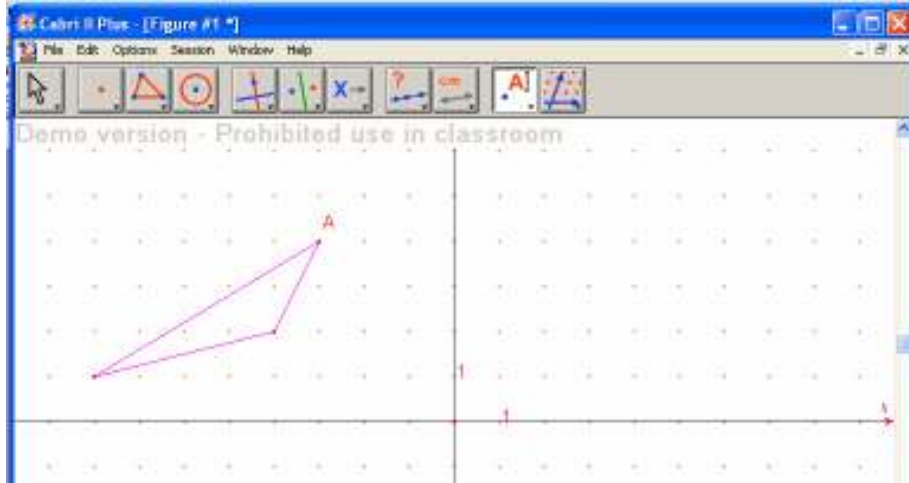 Cabri II Plus - [Figure #1 *]
File Edit Options Session Window Help
A
?
cm
X
Demo version - Prohibited use in classroom
A
1
1